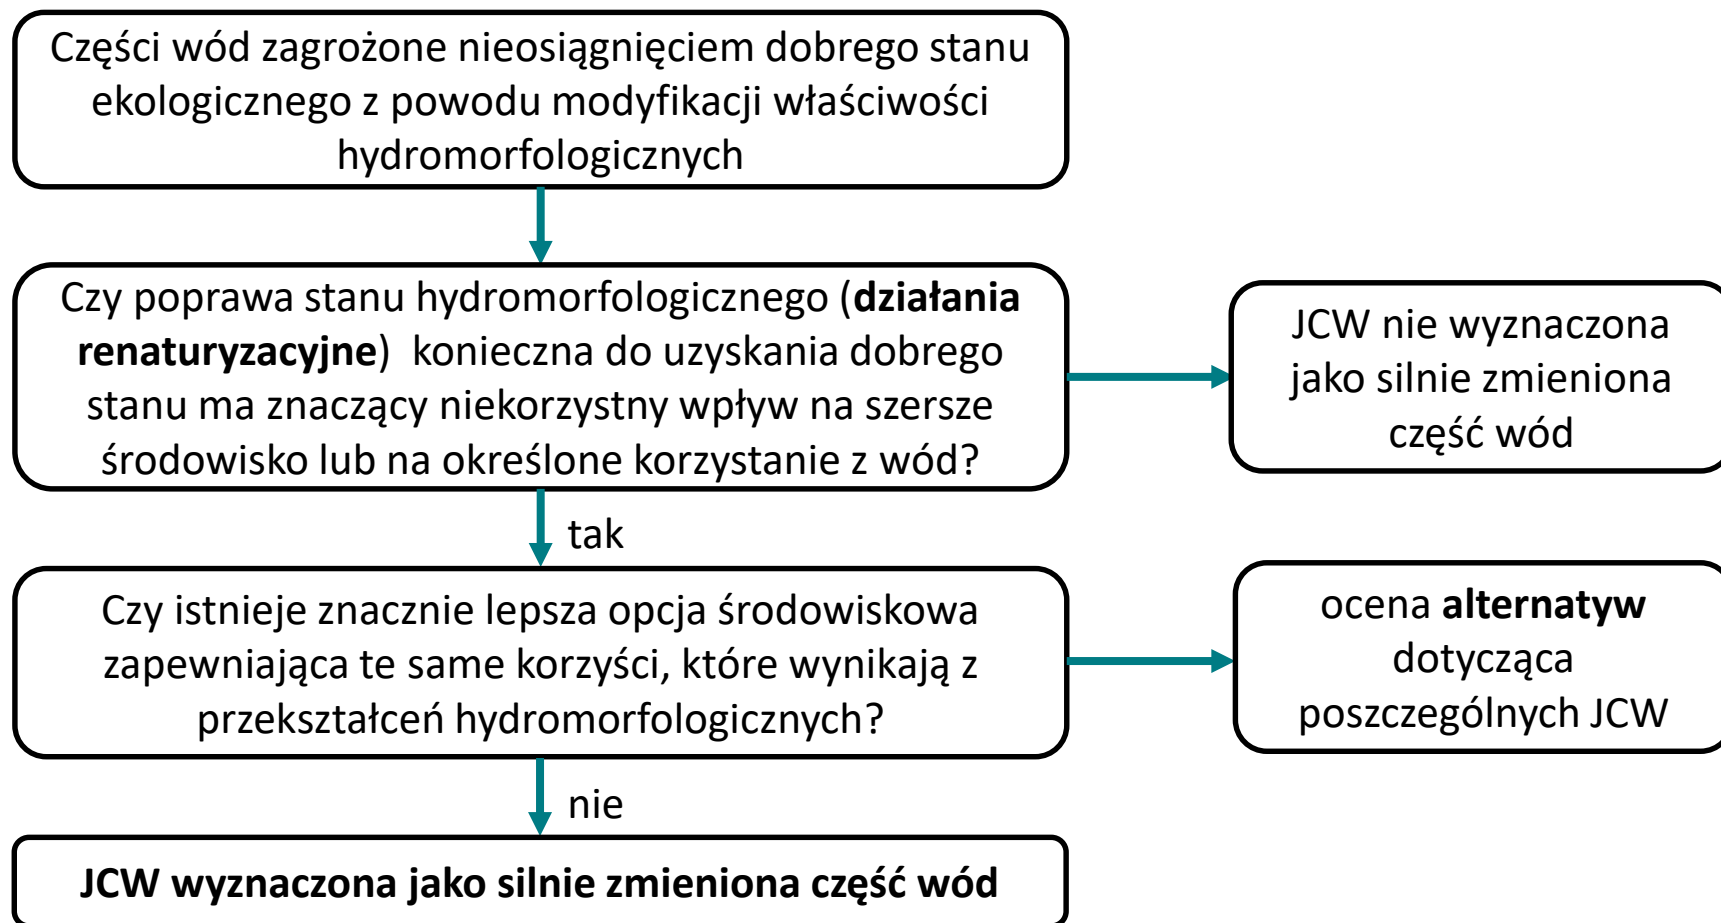 Części wód zagrożone nieosiągnięciem dobrego stanu
ekologicznego z powodu modyfikacji właściwości
hydromorfologicznych
Czy poprawa stanu hydromorfologicznego (działania
renaturyzacyjne) konieczna do uzyskania dobrego
stanu ma znaczący niekorzystny wpływ na szersze
środowisko lub na określone korzystanie z wód?
JCW nie wyznaczona
jako silnie zmieniona
część wód
tak
Czy istnieje znacznie lepsza opcja środowiskowa
zapewniająca te same korzyści, które wynikają z
przekształceń hydromorfologicznych?
ocena alternatyw
dotycząca
poszczególnych JCW
nie
JCW wyznaczona jako silnie zmieniona część wód